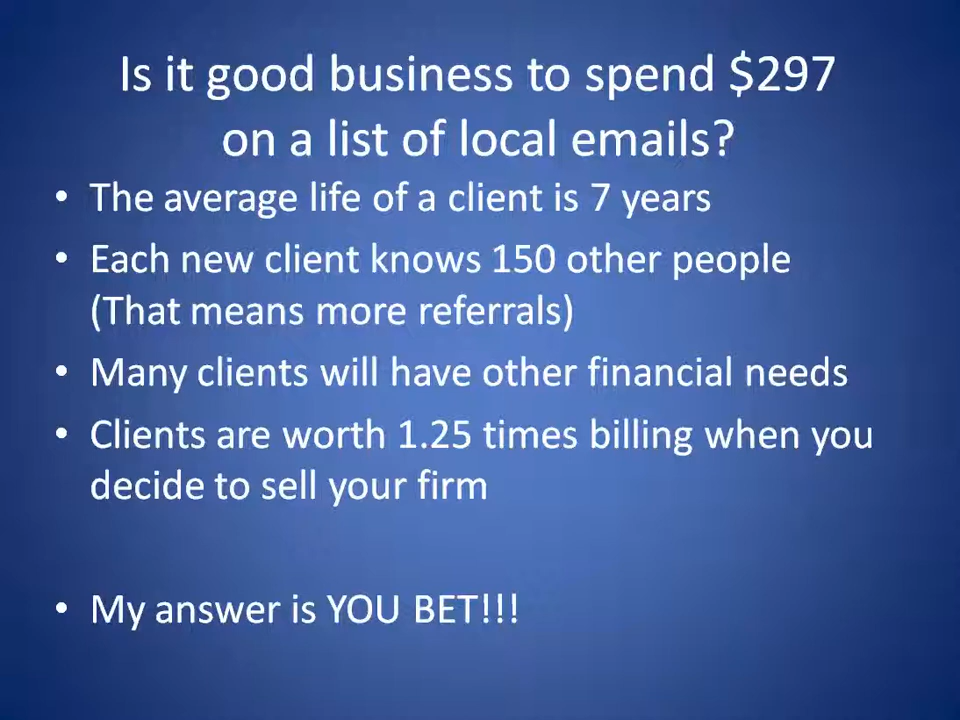 Is it good business to spend $297
on a list of local emails?
• The average life of a client is 7 years
• Each new client knows 150 other people
(That means more referrals)
• Many clients will have other financial needs
• Clients are worth 1.25 times billing when you
decide to sell your firm
• My answer is YOU BET!!!